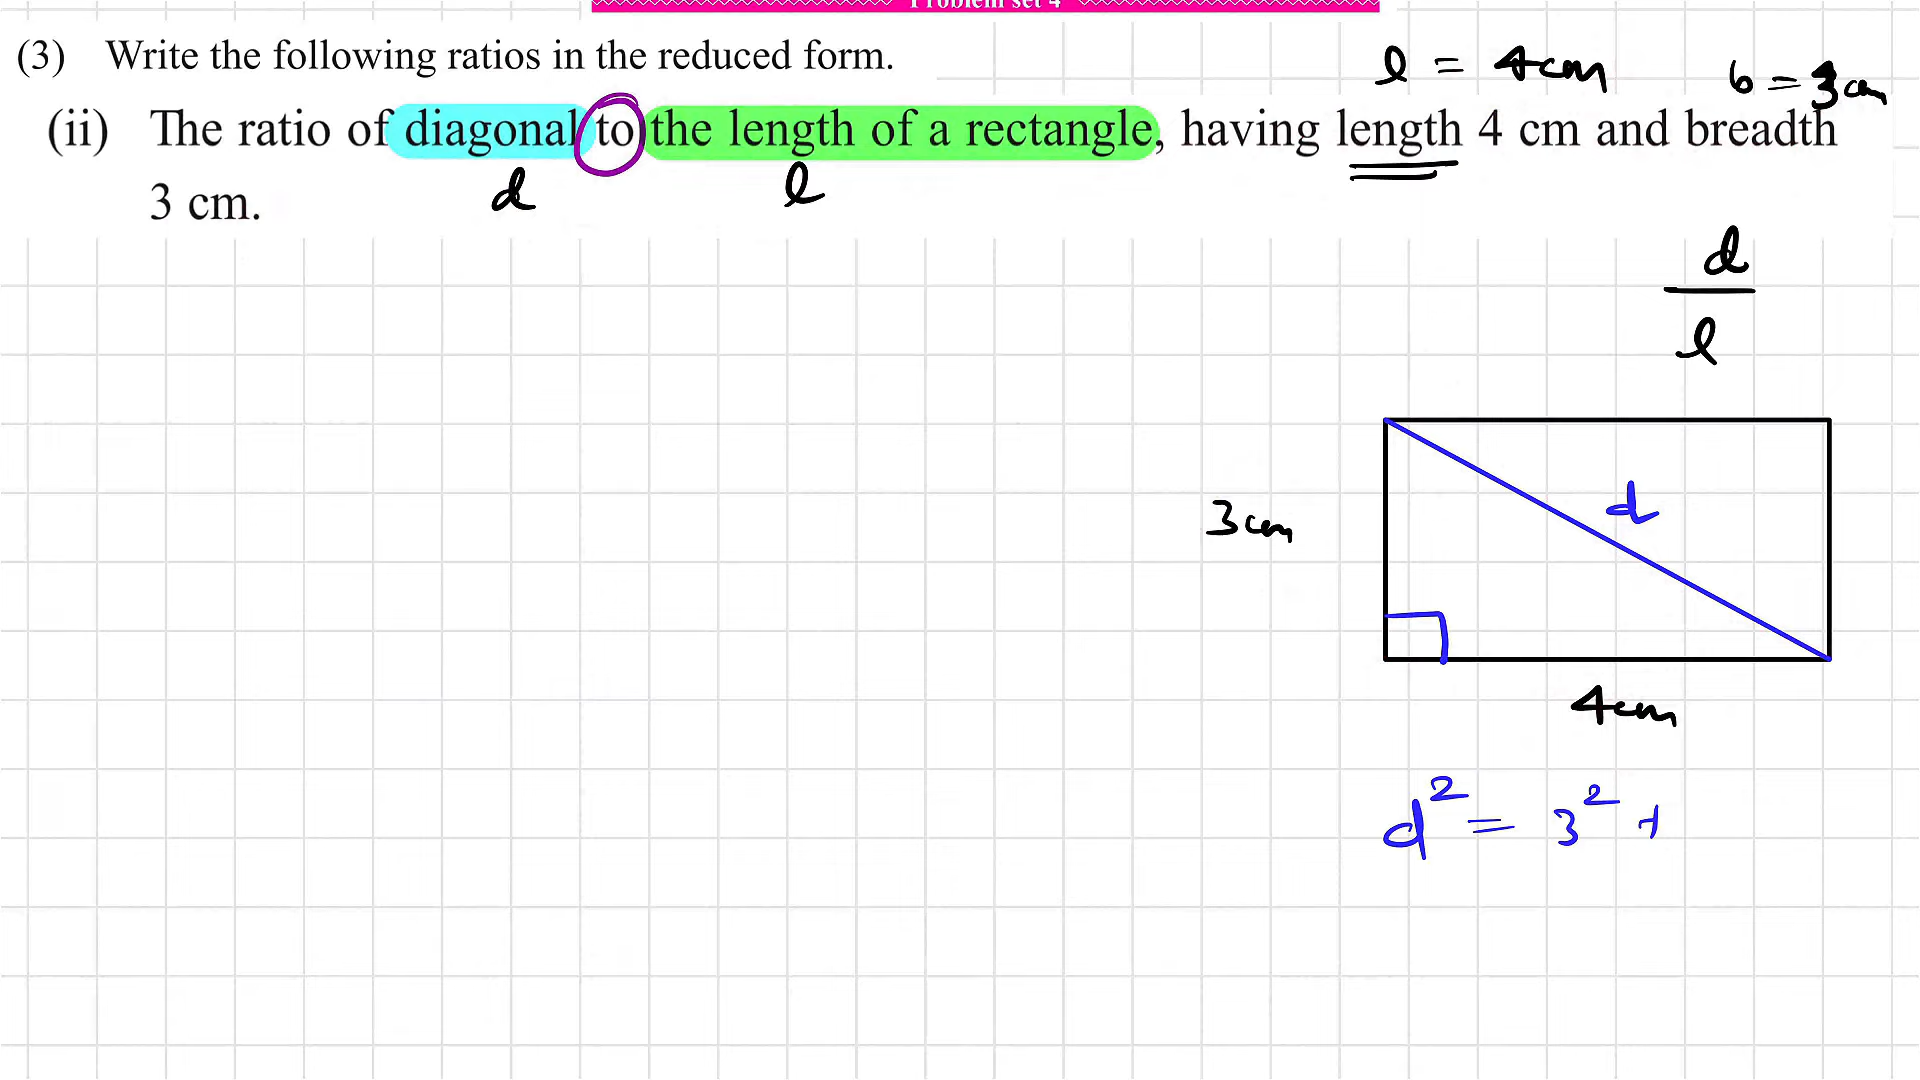 Problem set 4
(3) Write the following ratios in the reduced form.
l = 4cm b = 3cm
(ii) The ratio of diagonal to the length of a rectangle, having length 4 cm and breadth
3 cm.
d l
d
l
d
3cm
4cm
d² = 3² +